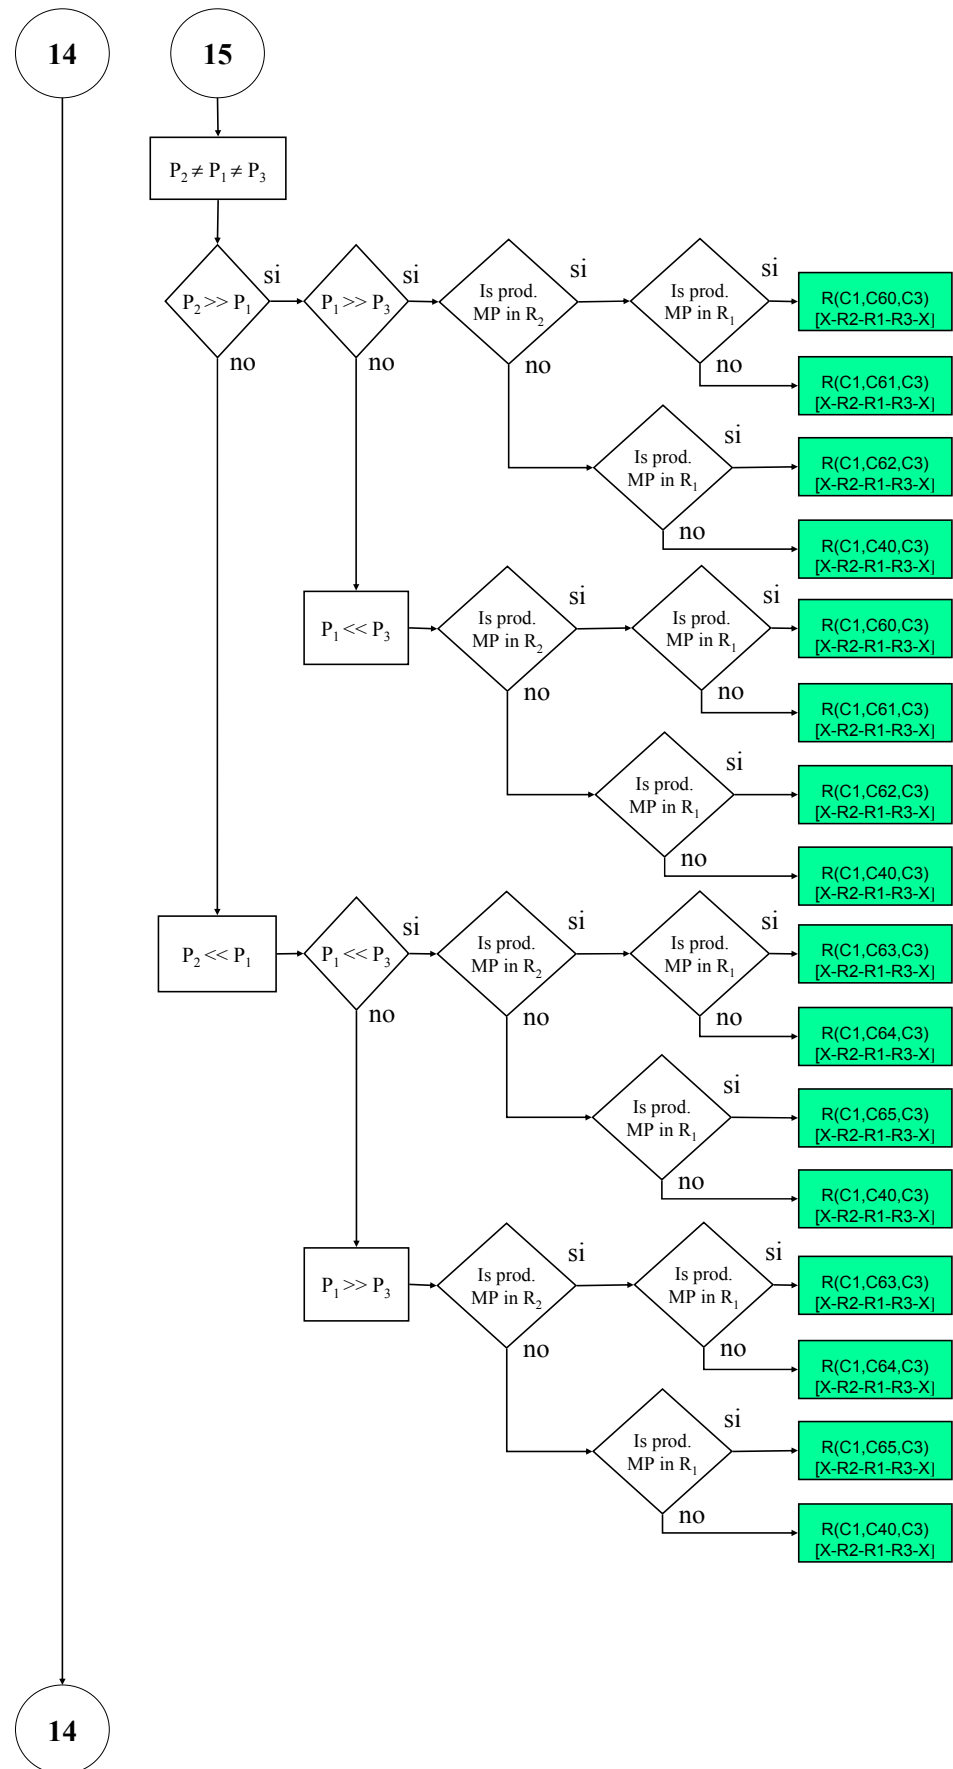 14
15
P₂ ≠ P₁ ≠ P₃
P₂ >> P₁
si
no
P₁ >> P₃
si
no
Is prod.
MP in R₂
si
no
Is prod.
MP in R₁
si
no
R(C1,C60,C3)
[X-R2-R1-R3-X]
R(C1,C61,C3)
[X-R2-R1-R3-X]
Is prod.
MP in R₁
si
no
R(C1,C62,C3)
[X-R2-R1-R3-X]
R(C1,C40,C3)
[X-R2-R1-R3-X]
P₁ << P₃
Is prod.
MP in R₂
si
no
Is prod.
MP in R₁
si
no
R(C1,C60,C3)
[X-R2-R1-R3-X]
R(C1,C61,C3)
[X-R2-R1-R3-X]
Is prod.
MP in R₁
si
no
R(C1,C62,C3)
[X-R2-R1-R3-X]
R(C1,C40,C3)
[X-R2-R1-R3-X]
P₂ << P₁
P₁ << P₃
si
no
Is prod.
MP in R₂
si
no
Is prod.
MP in R₁
si
no
R(C1,C63,C3)
[X-R2-R1-R3-X]
R(C1,C64,C3)
[X-R2-R1-R3-X]
Is prod.
MP in R₁
si
no
R(C1,C65,C3)
[X-R2-R1-R3-X]
R(C1,C40,C3)
[X-R2-R1-R3-X]
P₁ >> P₃
Is prod.
MP in R₂
si
no
Is prod.
MP in R₁
si
no
R(C1,C63,C3)
[X-R2-R1-R3-X]
R(C1,C64,C3)
[X-R2-R1-R3-X]
Is prod.
MP in R₁
si
no
R(C1,C65,C3)
[X-R2-R1-R3-X]
R(C1,C40,C3)
[X-R2-R1-R3-X]
14